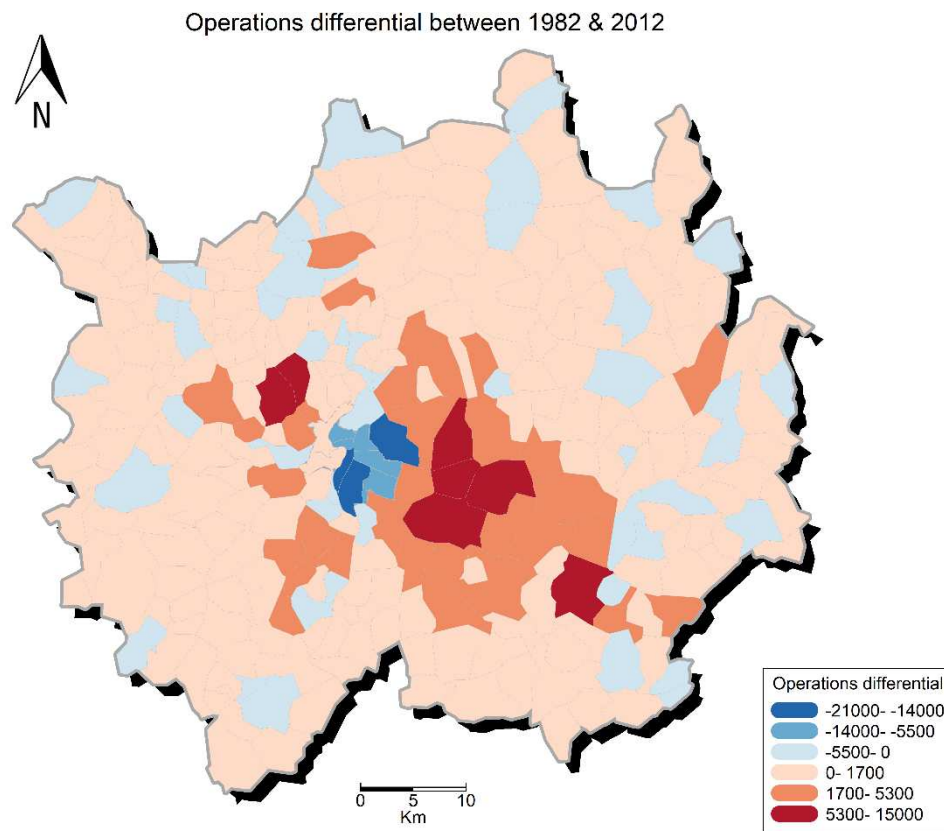 Operations differential between 1982 & 2012
N
Operations differential
-21000- -14000
-14000- -5500
-5500- 0
0- 1700
1700- 5300
5300- 15000
0 5 10
Km